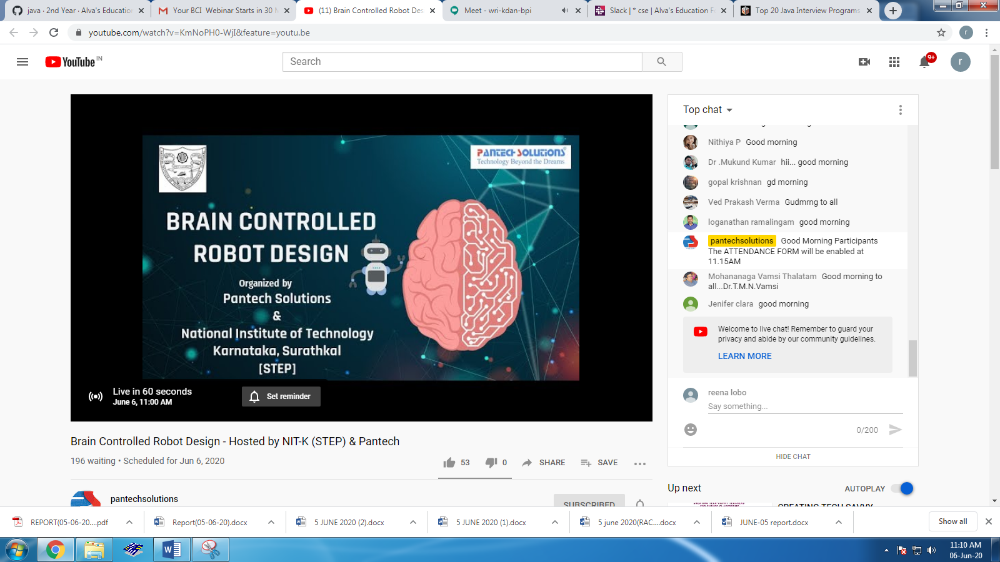 java · 2nd Year · Alva's Education
Your BCI Webinar Starts in 30 M
(11) Brain Controlled Robot Des
Meet - wri-kdan-bpi
Slack | * cse | Alva's Education F
Top 20 Java Interview Programs
youtube.com/watch?v=KmNoPH0-WjI&feature=youtu.be
r
YouTube IN
Search
9+
r
PANTECH SOLUTIONS
Technology Beyond the Dreams
BRAIN CONTROLLED
ROBOT DESIGN
Organized by
Pantech Solutions
&
National Institute of Technology
Karnataka, Surathkal
[STEP]
Live in 60 seconds
June 6, 11:00 AM
Set reminder
Brain Controlled Robot Design - Hosted by NIT-K (STEP) & Pantech
196 waiting • Scheduled for Jun 6, 2020
53
0
SHARE
SAVE
pantechsolutions
SUBSCRIBED
Top chat
Nithiya P Good morning
Dr .Mukund Kumar hii... good morning
gopal krishnan gd morning
Ved Prakash Verma Gudmrng to all
loganathan ramalingam good morning
pantechsolutions Good Morning Participants
The ATTENDANCE FORM will be enabled at
11.15AM
Mohananaga Vamsi Thalatam Good morning to
all...Dr.T.M.N.Vamsi
Jenifer clara good morning
Welcome to live chat! Remember to guard your
privacy and abide by our community guidelines.
LEARN MORE
reena lobo
Say something...
0/200
HIDE CHAT
Up next
AUTOPLAY
CREATING TECH SAVVY
REPORT(05-06-20....pdf
Report(05-06-20).docx
5 JUNE 2020 (2).docx
5 JUNE 2020 (1).docx
5 june 2020(RAC....docx
JUNE-05 report.docx
Show all
11:10 AM
06-Jun-20